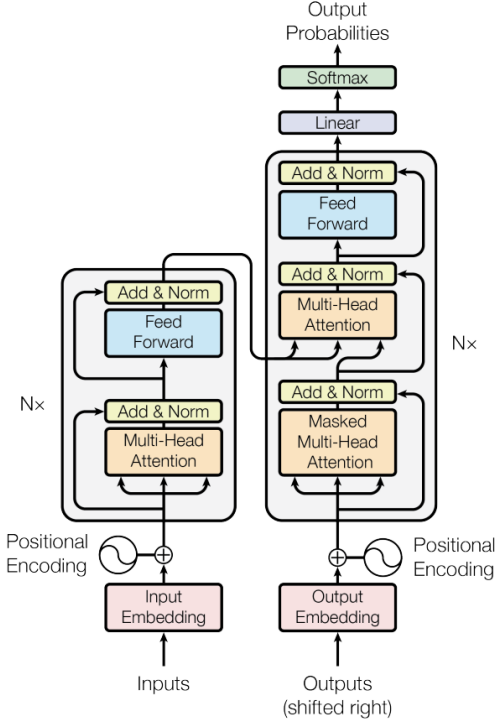 Output
Probabilities
Softmax
Linear
Add & Norm
Feed
Forward
Add & Norm
Multi-Head
Attention
Add & Norm
Masked
Multi-Head
Attention
N×
Add & Norm
Feed
Forward
Add & Norm
Multi-Head
Attention
N×
Positional
Encoding
Positional
Encoding
Input
Embedding
Output
Embedding
Inputs
Outputs
(shifted right)